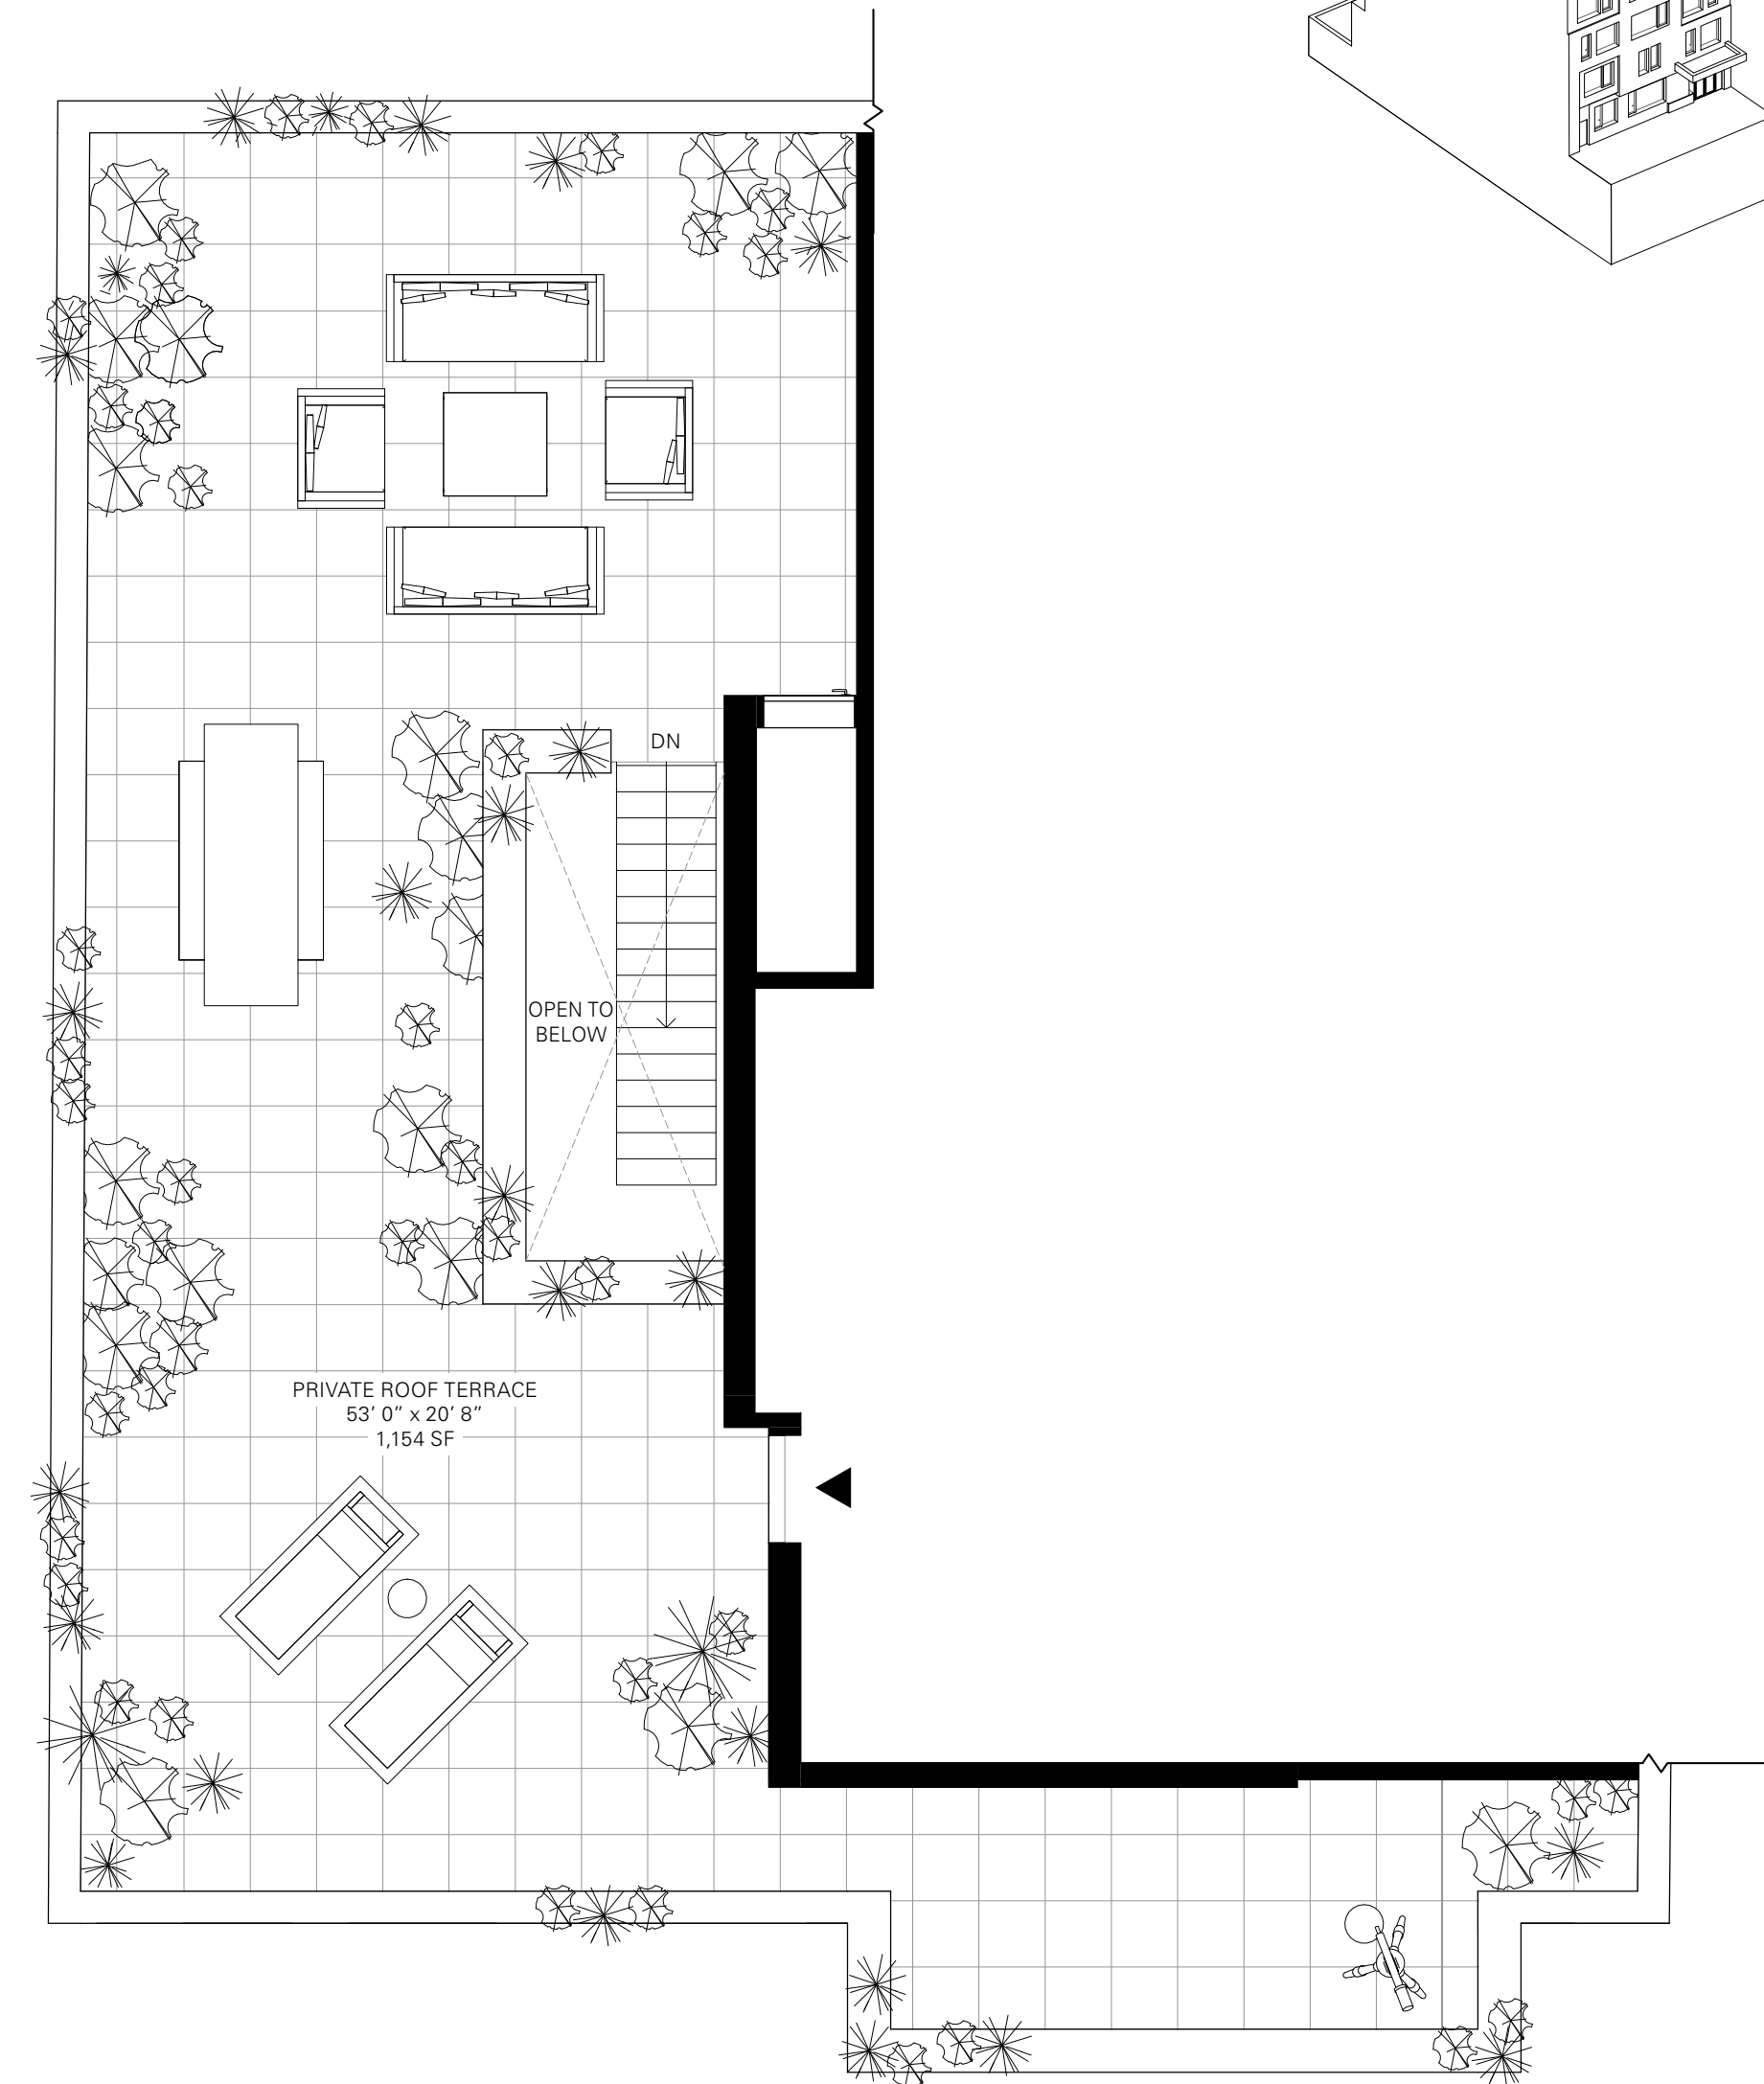 DN
OPEN TO
BELOW
PRIVATE ROOF TERRACE
53’ 0” x 20’ 8”
1,154 SF